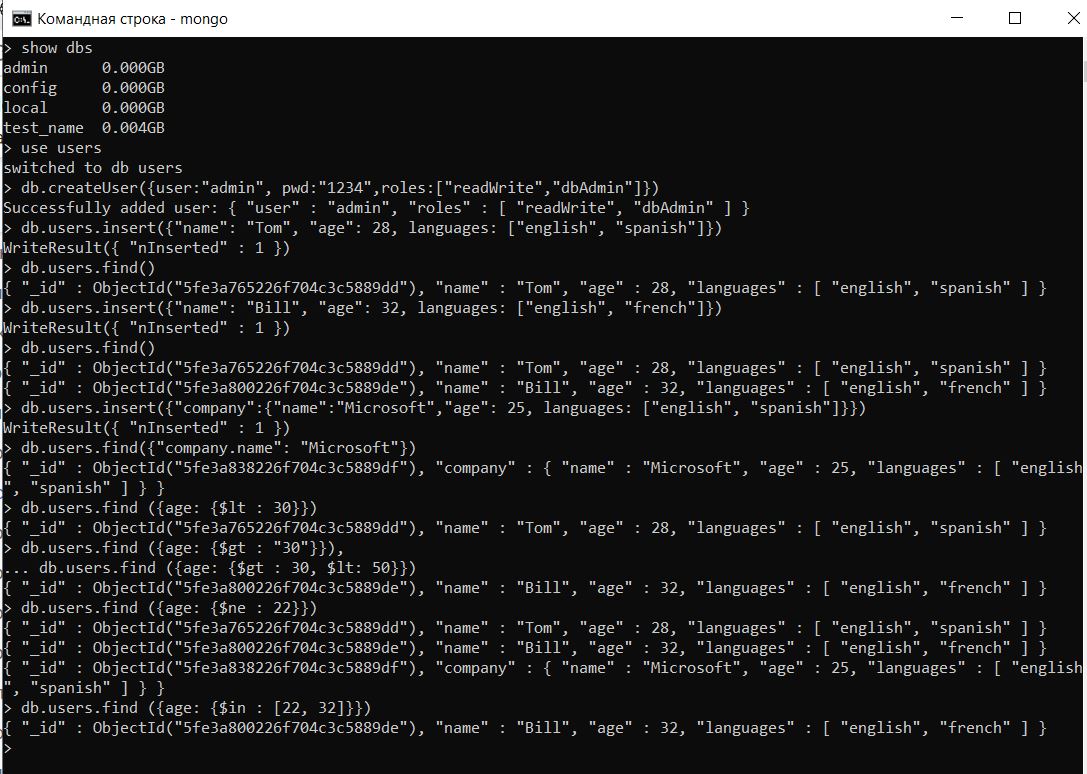 Командная строка - mongo
> show dbs
admin      0.000GB
config     0.000GB
local      0.000GB
test_name  0.004GB
> use users
switched to db users
> db.createUser({user:"admin", pwd:"1234",roles:["readWrite","dbAdmin"]})
Successfully added user: { "user" : "admin", "roles" : [ "readWrite", "dbAdmin" ] }
> db.users.insert({"name": "Tom", "age": 28, languages: ["english", "spanish"]})
WriteResult({ "nInserted" : 1 })
> db.users.find()
{ "_id" : ObjectId("5fe3a765226f704c3c5889dd"), "name" : "Tom", "age" : 28, "languages" : [ "english", "spanish" ] }
> db.users.insert({"name": "Bill", "age": 32, languages: ["english", "french"]})
WriteResult({ "nInserted" : 1 })
> db.users.find()
{ "_id" : ObjectId("5fe3a765226f704c3c5889dd"), "name" : "Tom", "age" : 28, "languages" : [ "english", "spanish" ] }
{ "_id" : ObjectId("5fe3a800226f704c3c5889de"), "name" : "Bill", "age" : 32, "languages" : [ "english", "french" ] }
> db.users.insert({"company":{"name":"Microsoft","age": 25, languages: ["english", "spanish"]}})
WriteResult({ "nInserted" : 1 })
> db.users.find({"company.name": "Microsoft"})
{ "_id" : ObjectId("5fe3a838226f704c3c5889df"), "company" : { "name" : "Microsoft", "age" : 25, "languages" : [ "english
", "spanish" ] } }
> db.users.find ({age: {$lt : 30}})
{ "_id" : ObjectId("5fe3a765226f704c3c5889dd"), "name" : "Tom", "age" : 28, "languages" : [ "english", "spanish" ] }
> db.users.find ({age: {$gt : "30"}}),
... db.users.find ({age: {$gt : 30, $lt: 50}})
{ "_id" : ObjectId("5fe3a800226f704c3c5889de"), "name" : "Bill", "age" : 32, "languages" : [ "english", "french" ] }
> db.users.find ({age: {$ne : 22}})
{ "_id" : ObjectId("5fe3a765226f704c3c5889dd"), "name" : "Tom", "age" : 28, "languages" : [ "english", "spanish" ] }
{ "_id" : ObjectId("5fe3a800226f704c3c5889de"), "name" : "Bill", "age" : 32, "languages" : [ "english", "french" ] }
{ "_id" : ObjectId("5fe3a838226f704c3c5889df"), "company" : { "name" : "Microsoft", "age" : 25, "languages" : [ "english
", "spanish" ] } }
> db.users.find ({age: {$in : [22, 32]}})
{ "_id" : ObjectId("5fe3a800226f704c3c5889de"), "name" : "Bill", "age" : 32, "languages" : [ "english", "french" ] }
>